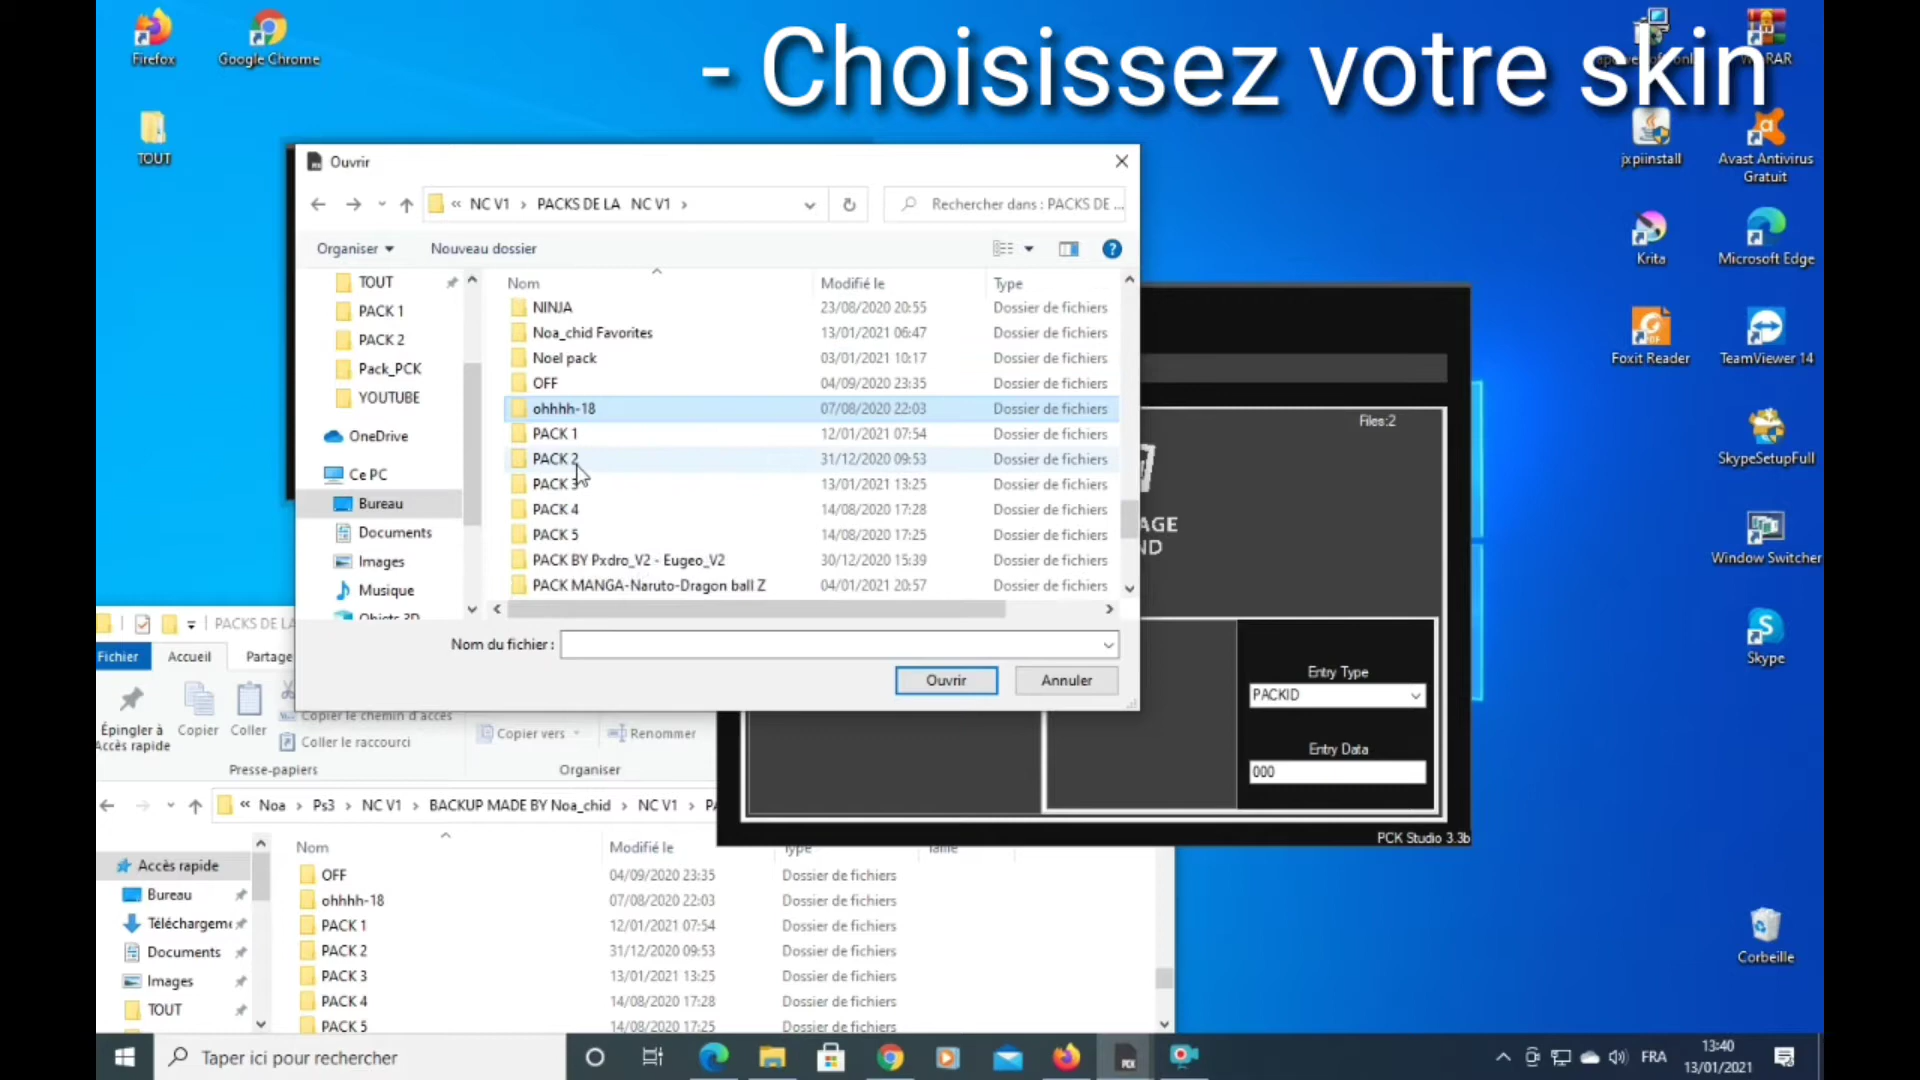 - Choisissez votre skin
Firefox
Google Chrome
RAR
TOUT
jxpiinstall
Avast Antivirus
Gratuit
Krita
Microsoft Edge
Foxit Reader
TeamViewer 14
SkypeSetupFull
Window Switcher
Skype
Corbeille
Ouvrir
« NC V1 › PACKS DE LA NC V1 ›
Rechercher dans : PACKS DE ...
Organiser
Nouveau dossier
TOUT
PACK 1
PACK 2
Pack_PCK
YOUTUBE
OneDrive
Ce PC
Bureau
Documents
Images
Musique
Objets 3D
Nom Modifié le Type
NINJA 23/08/2020 20:55 Dossier de fichiers
Noa_chid Favorites 13/01/2021 06:47 Dossier de fichiers
Noel pack 03/01/2021 10:17 Dossier de fichiers
OFF 04/09/2020 23:35 Dossier de fichiers
ohhhh-18 07/08/2020 22:03 Dossier de fichiers
PACK 1 12/01/2021 07:54 Dossier de fichiers
PACK 2 31/12/2020 09:53 Dossier de fichiers
PACK 3 13/01/2021 13:25 Dossier de fichiers
PACK 4 14/08/2020 17:28 Dossier de fichiers
PACK 5 14/08/2020 17:25 Dossier de fichiers
PACK BY Pxdro_V2 - Eugeo_V2 30/12/2020 15:39 Dossier de fichiers
PACK MANGA-Naruto-Dragon ball Z 04/01/2021 20:57 Dossier de fichiers
Nom du fichier :
Ouvrir
Annuler
Files:2
AGE
ND
Entry Type
PACKID
Entry Data
000
PCK Studio 3.3b
PACKS DE LA
Fichier
Accueil
Partage
Épingler à
Accès rapide
Copier
Coller
Copier le chemin d'accès
Coller le raccourci
Copier vers
Renommer
Presse-papiers
Organiser
« Noa › Ps3 › NC V1 › BACKUP MADE BY Noa_chid › NC V1 › PA
Nom Modifié le Type Taille
Accès rapide
Bureau
Téléchargeme
Documents
Images
TOUT
OFF 04/09/2020 23:35 Dossier de fichiers
ohhhh-18 07/08/2020 22:03 Dossier de fichiers
PACK 1 12/01/2021 07:54 Dossier de fichiers
PACK 2 31/12/2020 09:53 Dossier de fichiers
PACK 3 13/01/2021 13:25 Dossier de fichiers
PACK 4 14/08/2020 17:28 Dossier de fichiers
PACK 5 14/08/2020 17:25 Dossier de fichiers
Taper ici pour rechercher
FRA
13:40
13/01/2021